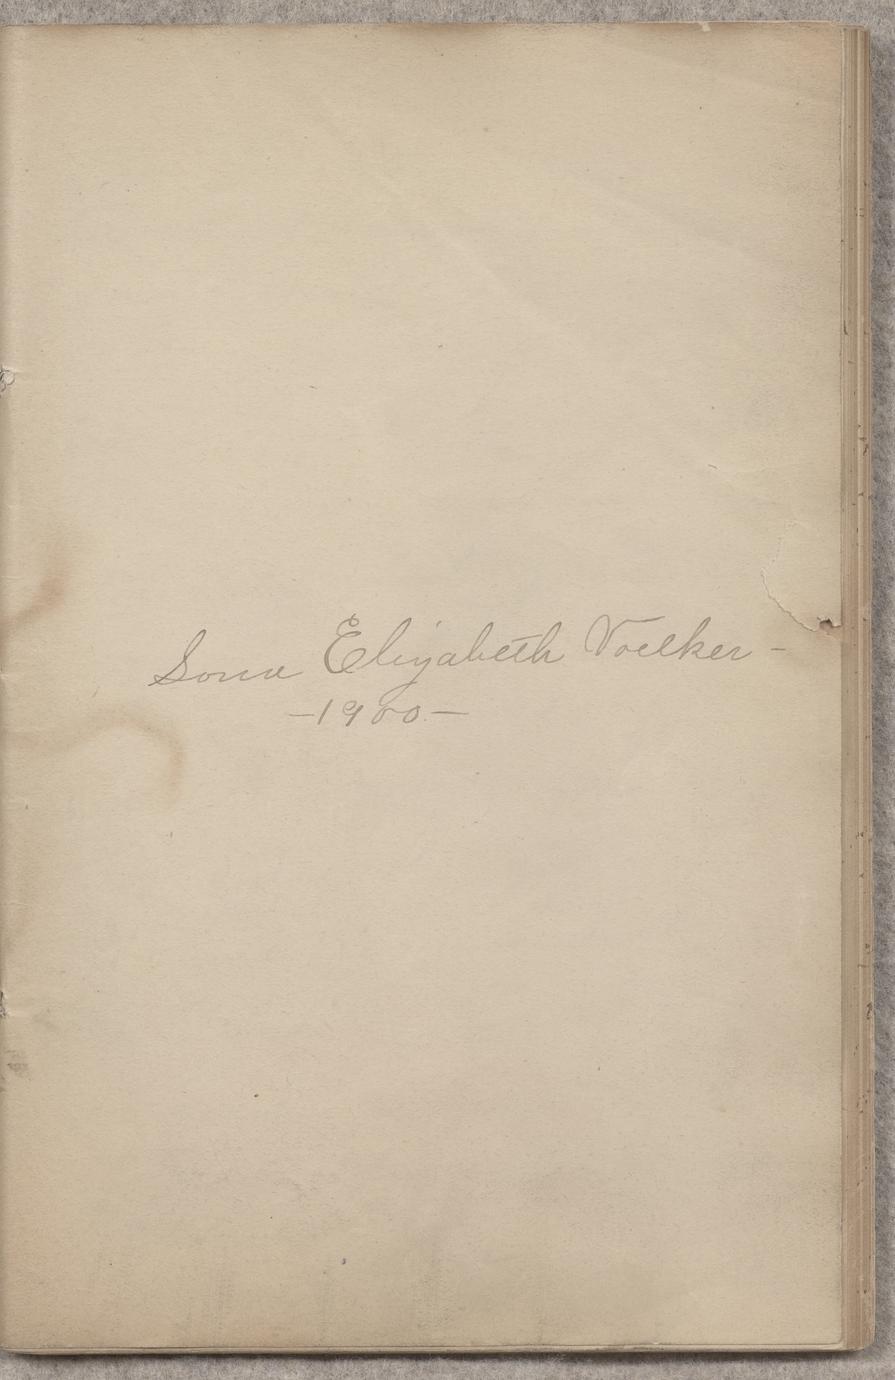 Sona Elizabeth Voelker -
- 1900 -